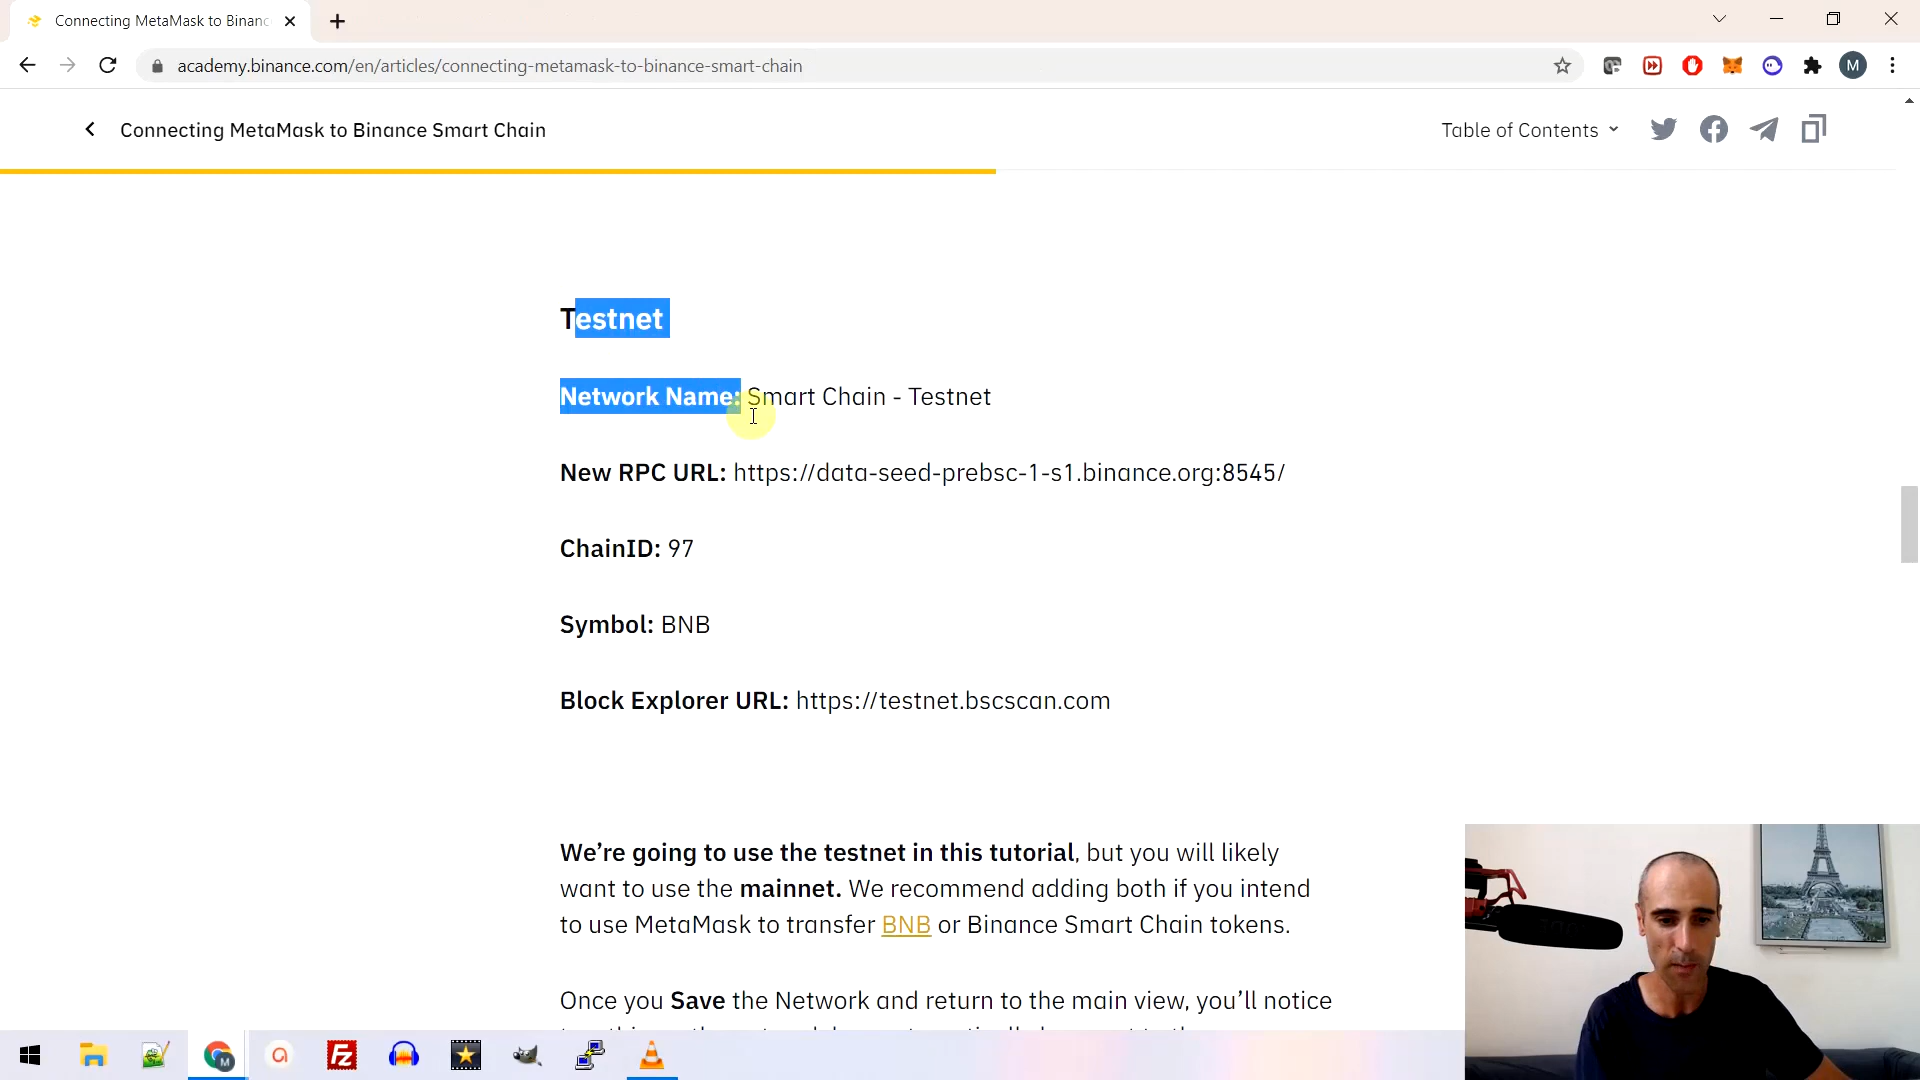 Connecting MetaMask to Binanc
academy.binance.com/en/articles/connecting-metamask-to-binance-smart-chain
M
Connecting MetaMask to Binance Smart Chain
Table of Contents
Testnet
Network Name: Smart Chain - Testnet
New RPC URL: https://data-seed-prebsc-1-s1.binance.org:8545/
ChainID: 97
Symbol: BNB
Block Explorer URL: https://testnet.bscscan.com
We’re going to use the testnet in this tutorial, but you will likely
want to use the mainnet. We recommend adding both if you intend
to use MetaMask to transfer BNB or Binance Smart Chain tokens.
Once you Save the Network and return to the main view, you’ll notice